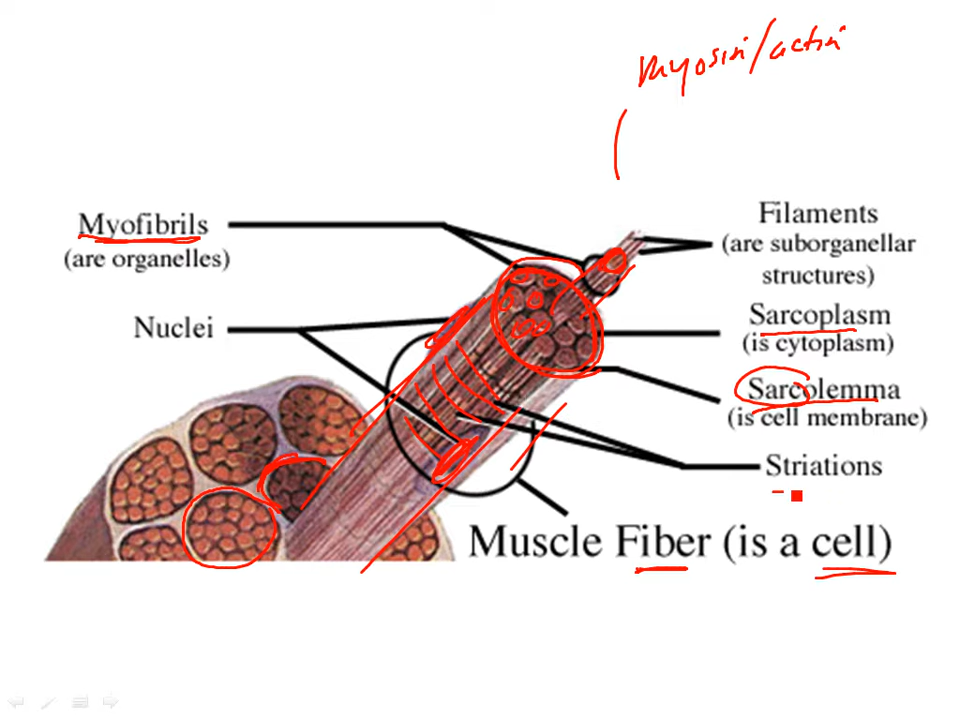 myosin/actin
Myofibrils
(are organelles)
Nuclei
Filaments
(are suborganellar
structures)
Sarcoplasm
(is cytoplasm)
Sarcolemma
(is cell membrane)
Striations
Muscle Fiber (is a cell)